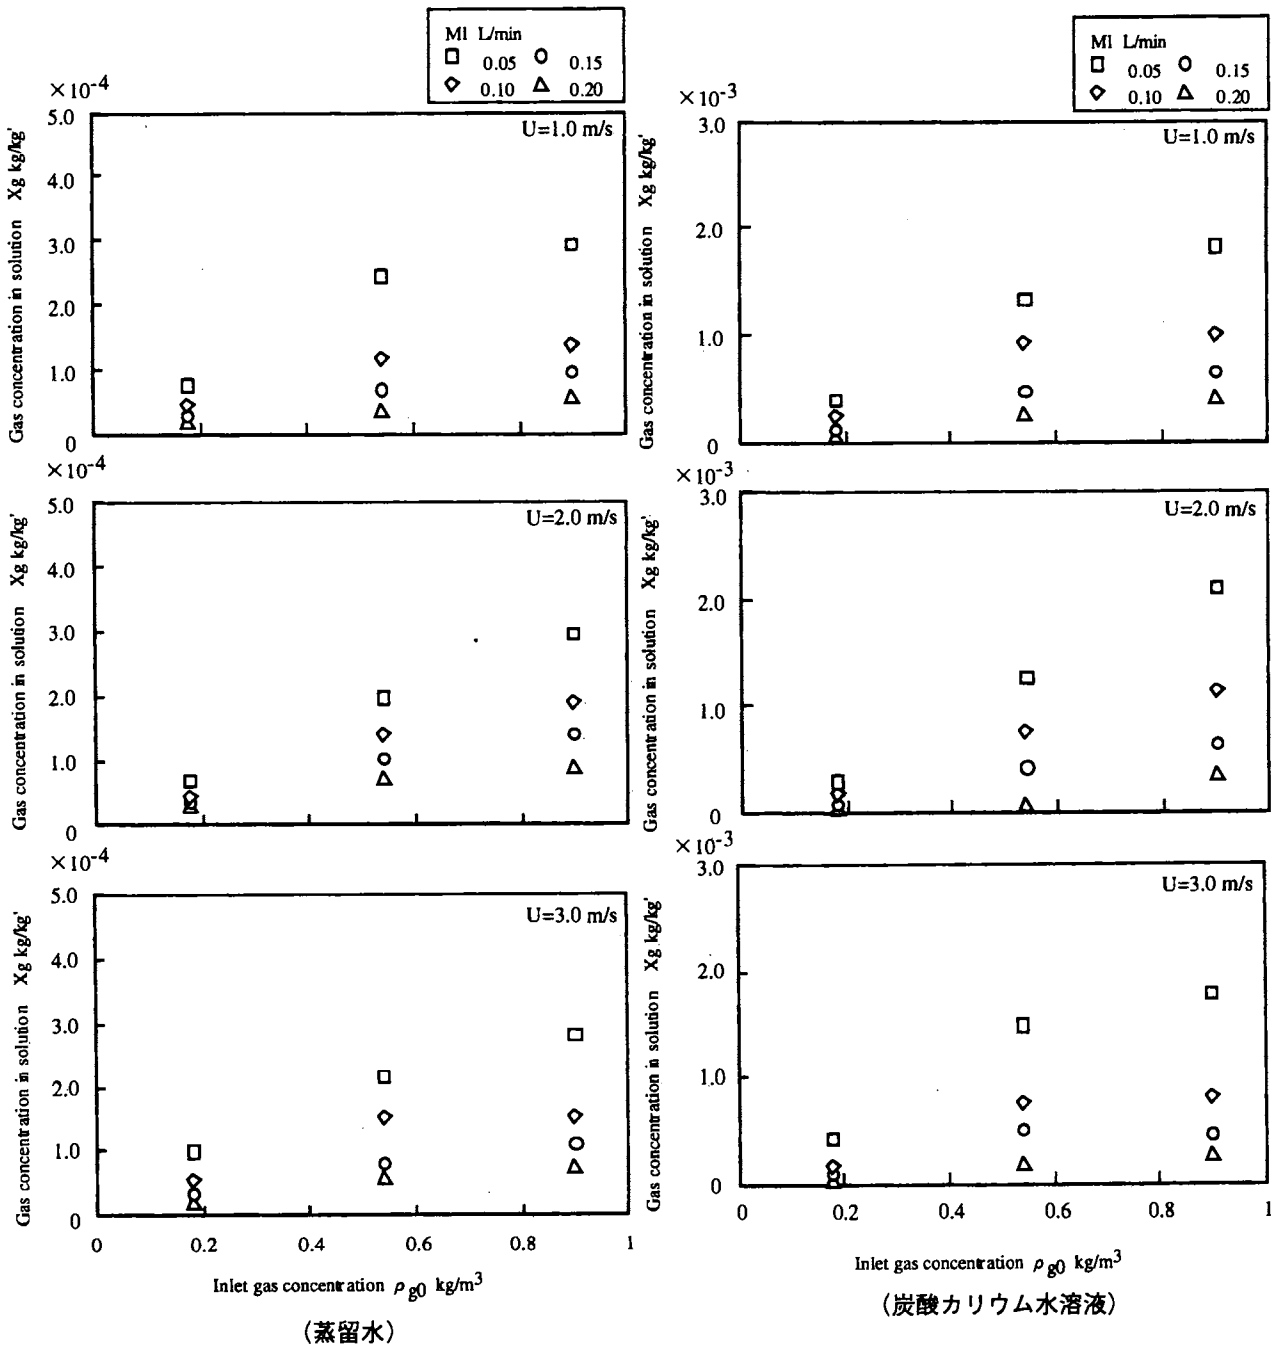 Ml L/min
□ 0.05 ○ 0.15
◇ 0.10 △ 0.20
×10⁻⁴
5.0
4.0
3.0
2.0
1.0
0
Gas concentration in solution Xg kg/kg'
U=1.0 m/s
×10⁻⁴
5.0
4.0
3.0
2.0
1.0
0
Gas concentration in solution Xg kg/kg'
U=2.0 m/s
×10⁻⁴
5.0
4.0
3.0
2.0
1.0
0
Gas concentration in solution Xg kg/kg'
U=3.0 m/s
0 0.2 0.4 0.6 0.8 1
Inlet gas concentration ρg0 kg/m³
(蒸留水)
Ml L/min
□ 0.05 ○ 0.15
◇ 0.10 △ 0.20
×10⁻³
3.0
2.0
1.0
0
Gas concentration in solution Xg kg/kg'
U=1.0 m/s
×10⁻³
3.0
2.0
1.0
0
Gas concentration in solution Xg kg/kg'
U=2.0 m/s
×10⁻³
3.0
2.0
1.0
0
Gas concentration in solution Xg kg/kg'
U=3.0 m/s
0 0.2 0.4 0.6 0.8 1
Inlet gas concentration ρg0 kg/m³
(炭酸カリウム水溶液)